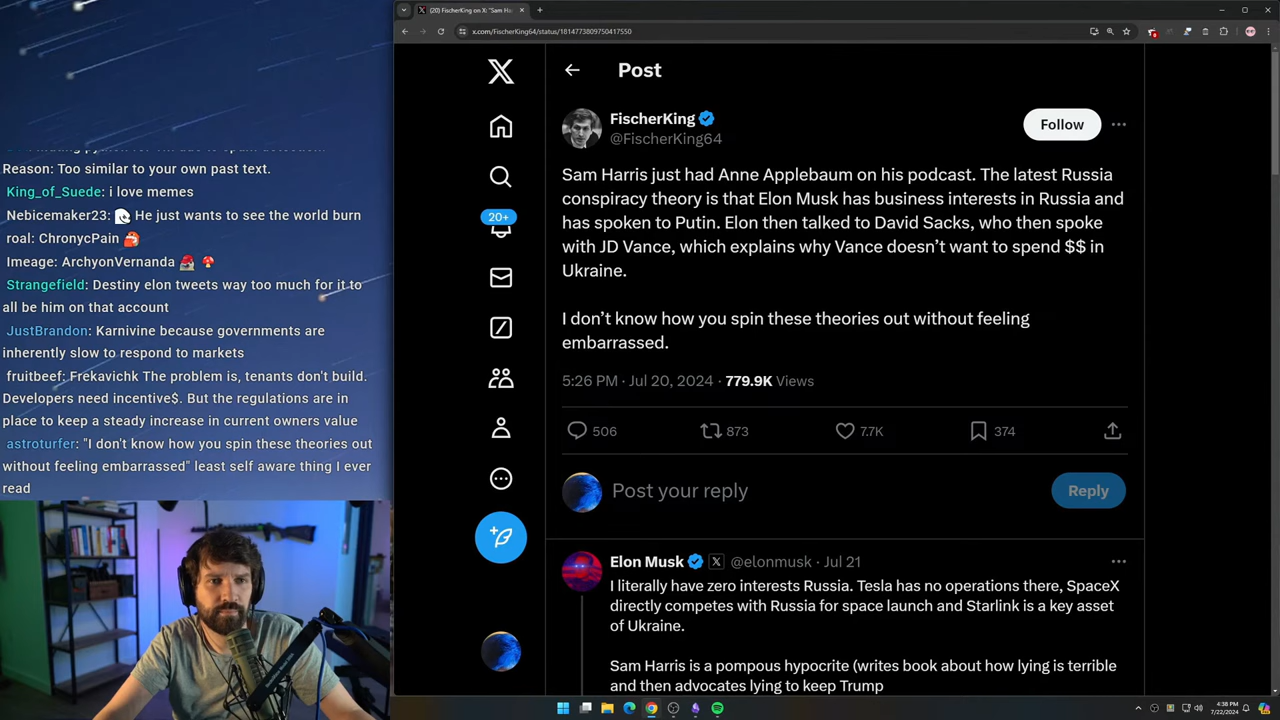 (20) FischerKing on X: "Sam Ha
x.com/FischerKing64/status/1814773809750417550
Reason: Too similar to your own past text.
King_of_Suede: i love memes
Nebicemaker23: He just wants to see the world burn
roal: ChronycPain
Imeage: ArchyonVernanda
Strangefield: Destiny elon tweets way too much for it to
all be him on that account
JustBrandon: Karnivine because governments are
inherently slow to respond to markets
fruitbeef: Frekavichk The problem is, tenants don't build.
Developers need incentive$. But the regulations are in
place to keep a steady increase in current owners value
astroturfer: "I don't know how you spin these theories out
without feeling embarrassed" least self aware thing I ever
read
20+
Post
FischerKing
@FischerKing64
Follow
Sam Harris just had Anne Applebaum on his podcast. The latest Russia
conspiracy theory is that Elon Musk has business interests in Russia and
has spoken to Putin. Elon then talked to David Sacks, who then spoke
with JD Vance, which explains why Vance doesn't want to spend $$ in
Ukraine.
I don't know how you spin these theories out without feeling
embarrassed.
5:26 PM · Jul 20, 2024 · 779.9K Views
506 873 7.7K 374
Post your reply
Reply
Elon Musk @elonmusk · Jul 21
I literally have zero interests Russia. Tesla has no operations there, SpaceX
directly competes with Russia for space launch and Starlink is a key asset
of Ukraine.
Sam Harris is a pompous hypocrite (writes book about how lying is terrible
and then advocates lying to keep Trump
4:38 PM
7/22/2024